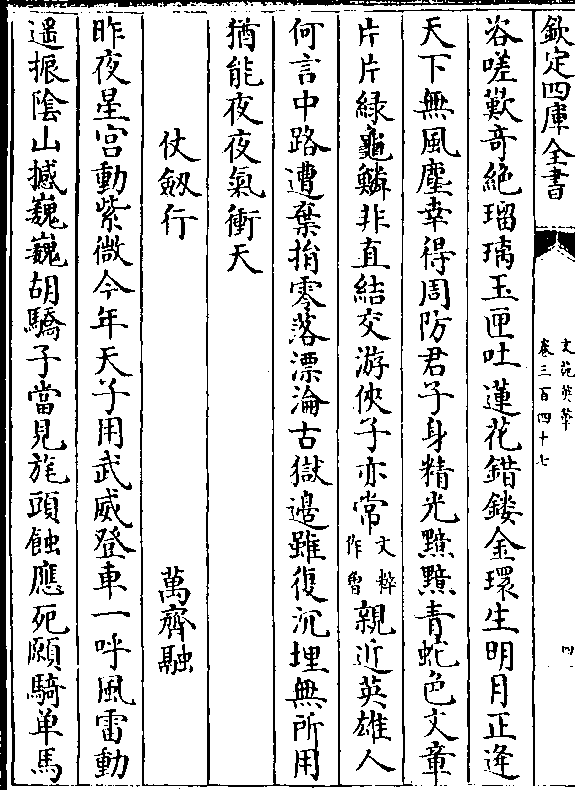 欽定四庫全書
文苑英華
卷三百四十七
四
咨嗟歎奇絶瑠璃玉匣吐蓮花錯鏤金環生明月正逢
天下無風塵幸得周防君子身精光黯黯青蛇色文章
片片緑龜鱗非直結交游俠子亦常文粹作曾親近英雄人
何言中路遭棄捐零落漂淪古獄邊雖復沉埋無所用
猶能夜夜氣衝天
仗劔行
萬齊融
昨夜星宫動紫微今年天子用武威登車一呼風雷動
遥振隂山撼巍巍胡驕子當見旄頭蝕應死願騎单馬